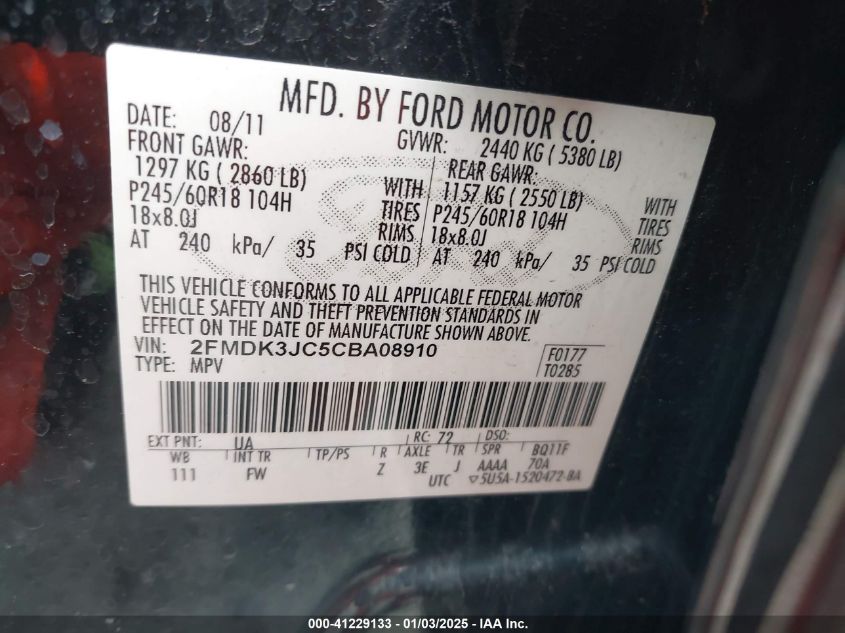 MFD. BY FORD MOTOR CO.
DATE: 08/11 GVWR: 2440 KG ( 5380 LB)
FRONT GAWR: REAR GAWR:
1297 KG ( 2860 LB) WITH 1157 KG ( 2550 LB) WITH
P245/60R18 104H TIRES P245/60R18 104H TIRES
18x8.0J RIMS 18x8.0J RIMS
AT 240 kPa/ 35 PSI COLD AT 240 kPa/ 35 PSI COLD
THIS VEHICLE CONFORMS TO ALL APPLICABLE FEDERAL MOTOR
VEHICLE SAFETY AND THEFT PREVENTION STANDARDS IN
EFFECT ON THE DATE OF MANUFACTURE SHOWN ABOVE.
VIN: 2FMDK3JC5CBA08910 F0177
TYPE: MPV T0285
EXT PNT: UA RC: 72 DSO:
WB INT TR TP/PS R AXLE TR SPR BQ11F
111 FW Z 3E J AAAA 70A
UTC ▽5U5A-1520472-BA
000-41229133 - 01/03/2025 - IAA Inc.